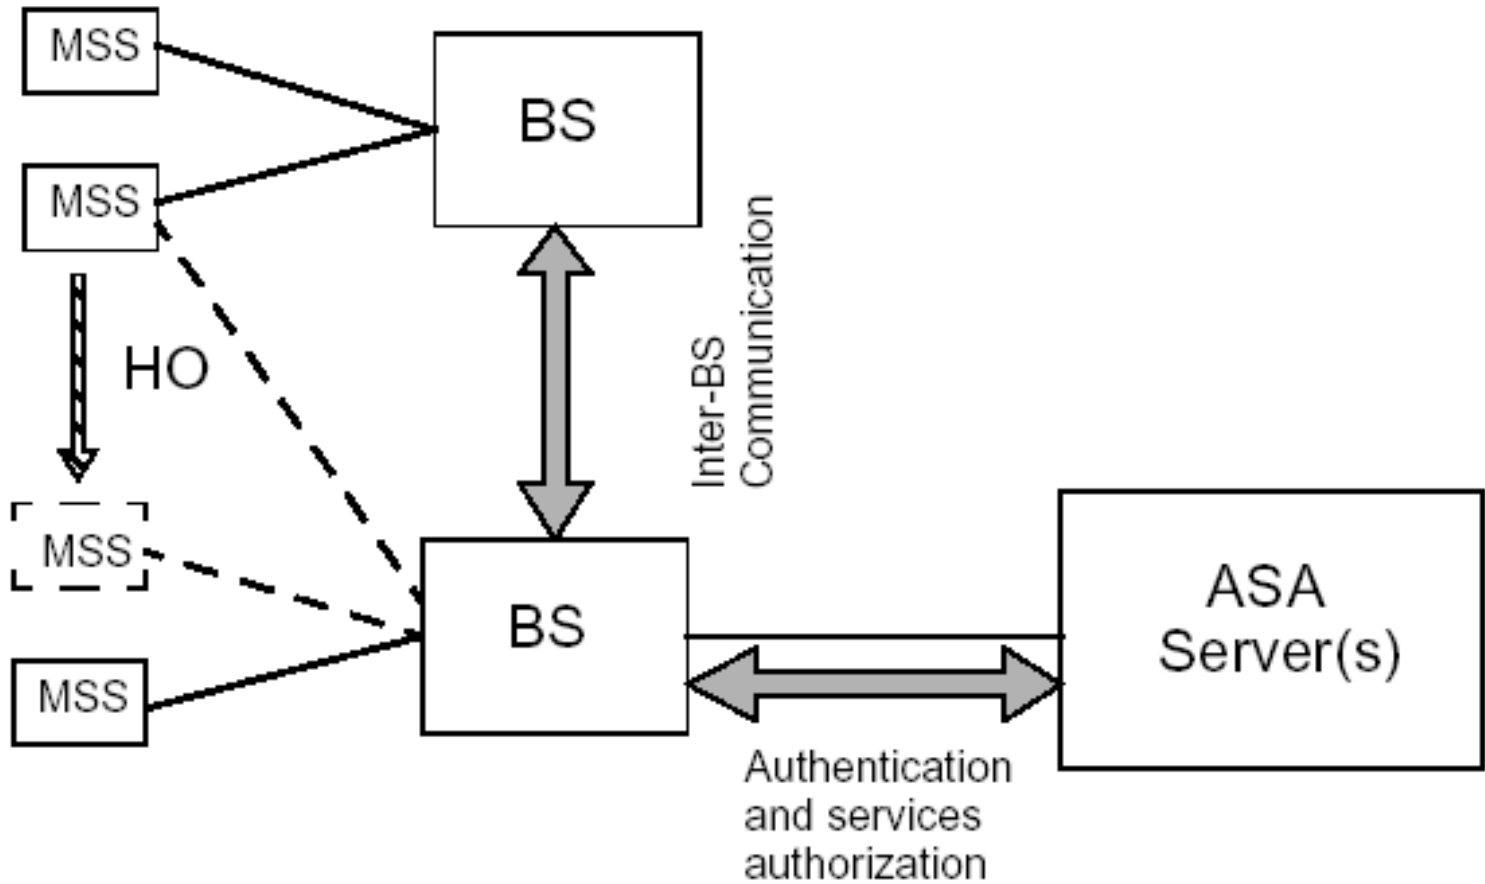 MSS
BS
MSS
Inter-BS
Communication
HO
MSS
BS
ASA
Server(s)
MSS
Authentication
and services
authorization